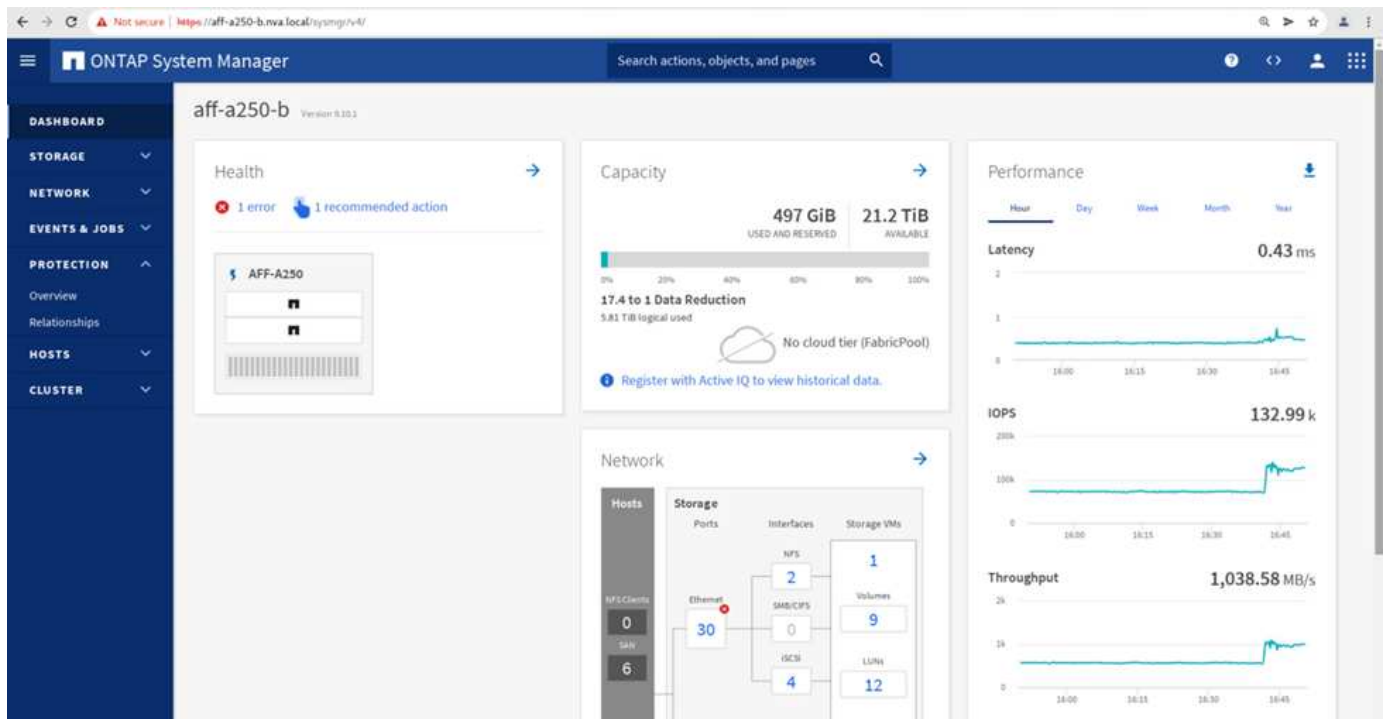 Not secure | https://aff-a250-b.nva.local/sysmgr/v4/
ONTAP System Manager
Search actions, objects, and pages
DASHBOARD
STORAGE
NETWORK
EVENTS & JOBS
PROTECTION
Overview
Relationships
HOSTS
CLUSTER
aff-a250-b Version 9.10.1
Health
1 error 1 recommended action
AFF-A250
Capacity
497 GiB 21.2 TiB
USED AND RESERVED AVAILABLE
0% 20% 40% 60% 80% 100%
17.4 to 1 Data Reduction
5.81 TiB logical used
No cloud tier (FabricPool)
Register with Active IQ to view historical data.
Network
Hosts Storage
Ports Interfaces Storage VMs
NFS
2
1
NFS Clients
0
SAN
6
Ethernet
30
SMB/CIFS
0
iSCSI
4
Volumes
9
LUNs
12
Performance
Hour Day Week Month Year
Latency 0.43 ms
2
1
0
16:00 16:15 16:30 16:45
IOPS 132.99 k
200k
100k
0
16:00 16:15 16:30 16:45
Throughput 1,038.58 MB/s
2k
1k
0
16:00 16:15 16:30 16:45